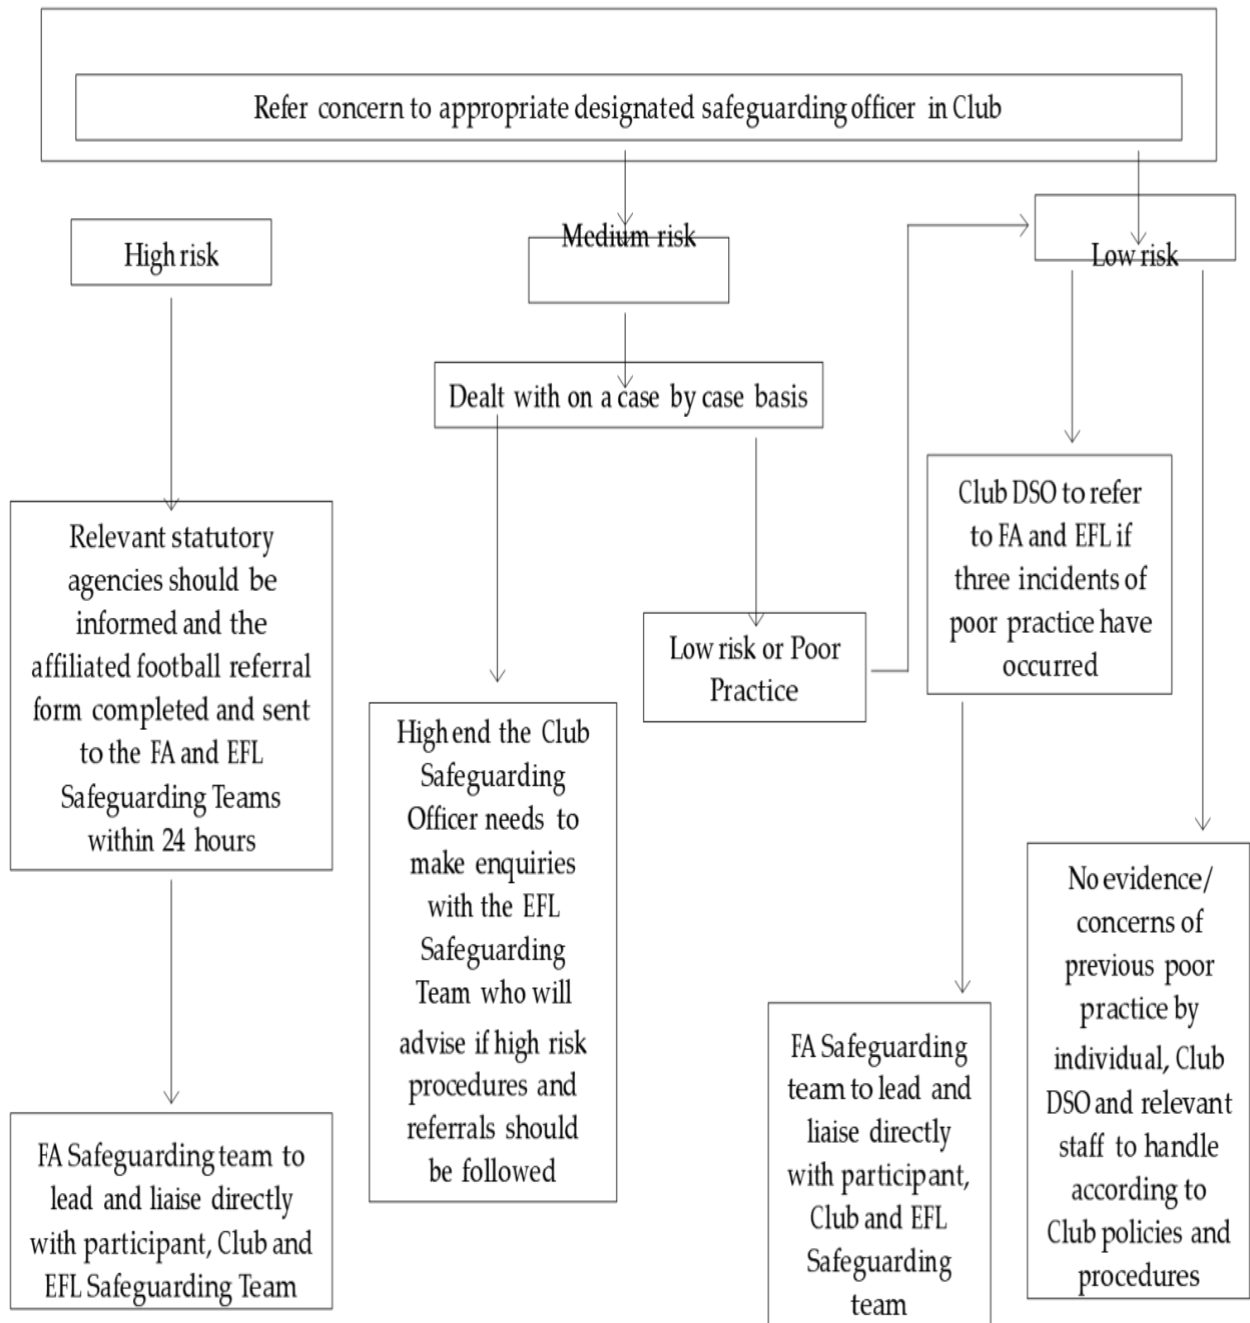 Refer concern to appropriate designated safeguarding officer in Club
High risk
Medium risk
Low risk
Dealt with on a case by case basis
Relevant statutory
agencies should be
informed and the
affiliated football referral
form completed and sent
to the FA and EFL
Safeguarding Teams
within 24 hours
FA Safeguarding team to
lead and liaise directly
with participant, Club and
EFL Safeguarding Team
High end the Club
Safeguarding
Officer needs to
make enquiries
with the EFL
Safeguarding
Team who will
advise if high risk
procedures and
referrals should
be followed
Low risk or Poor
Practice
Club DSO to refer
to FA and EFL if
three incidents of
poor practice have
occurred
FA Safeguarding
team to lead and
liaise directly
with participant,
Club and EFL
Safeguarding
team
No evidence/
concerns of
previous poor
practice by
individual, Club
DSO and relevant
staff to handle
according to
Club policies and
procedures